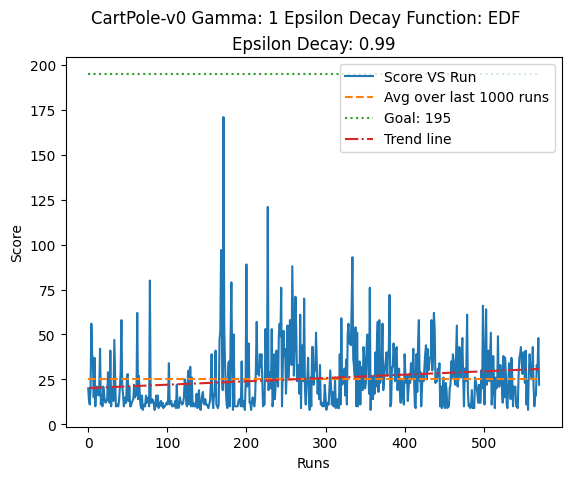 CartPole-v0 Gamma: 1 Epsilon Decay Function: EDF
Epsilon Decay: 0.99
200
175
150
125
100
75
50
25
0
Score
Score VS Run
Avg over last 1000 runs
Goal: 195
Trend line
0 100 200 300 400 500
Runs